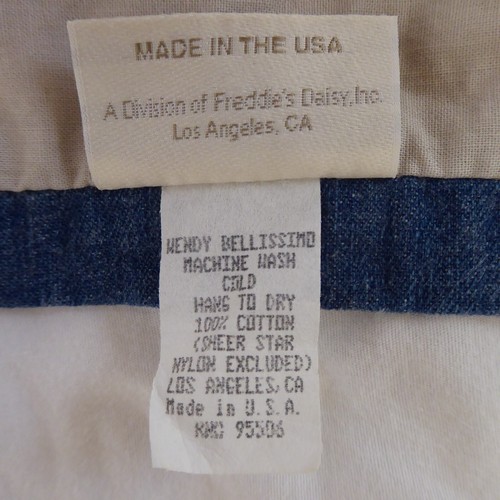 MADE IN THE USA
A Division of Freddie's Daisy, Inc.
Los Angeles, CA
WENDY BELLISSIMO
MACHINE WASH
COLD
HANG TO DRY
100% COTTON
(SHEER STAR
NYLON EXCLUDED)
LOS ANGELES, CA
Made in U.S.A.
RN# 95506